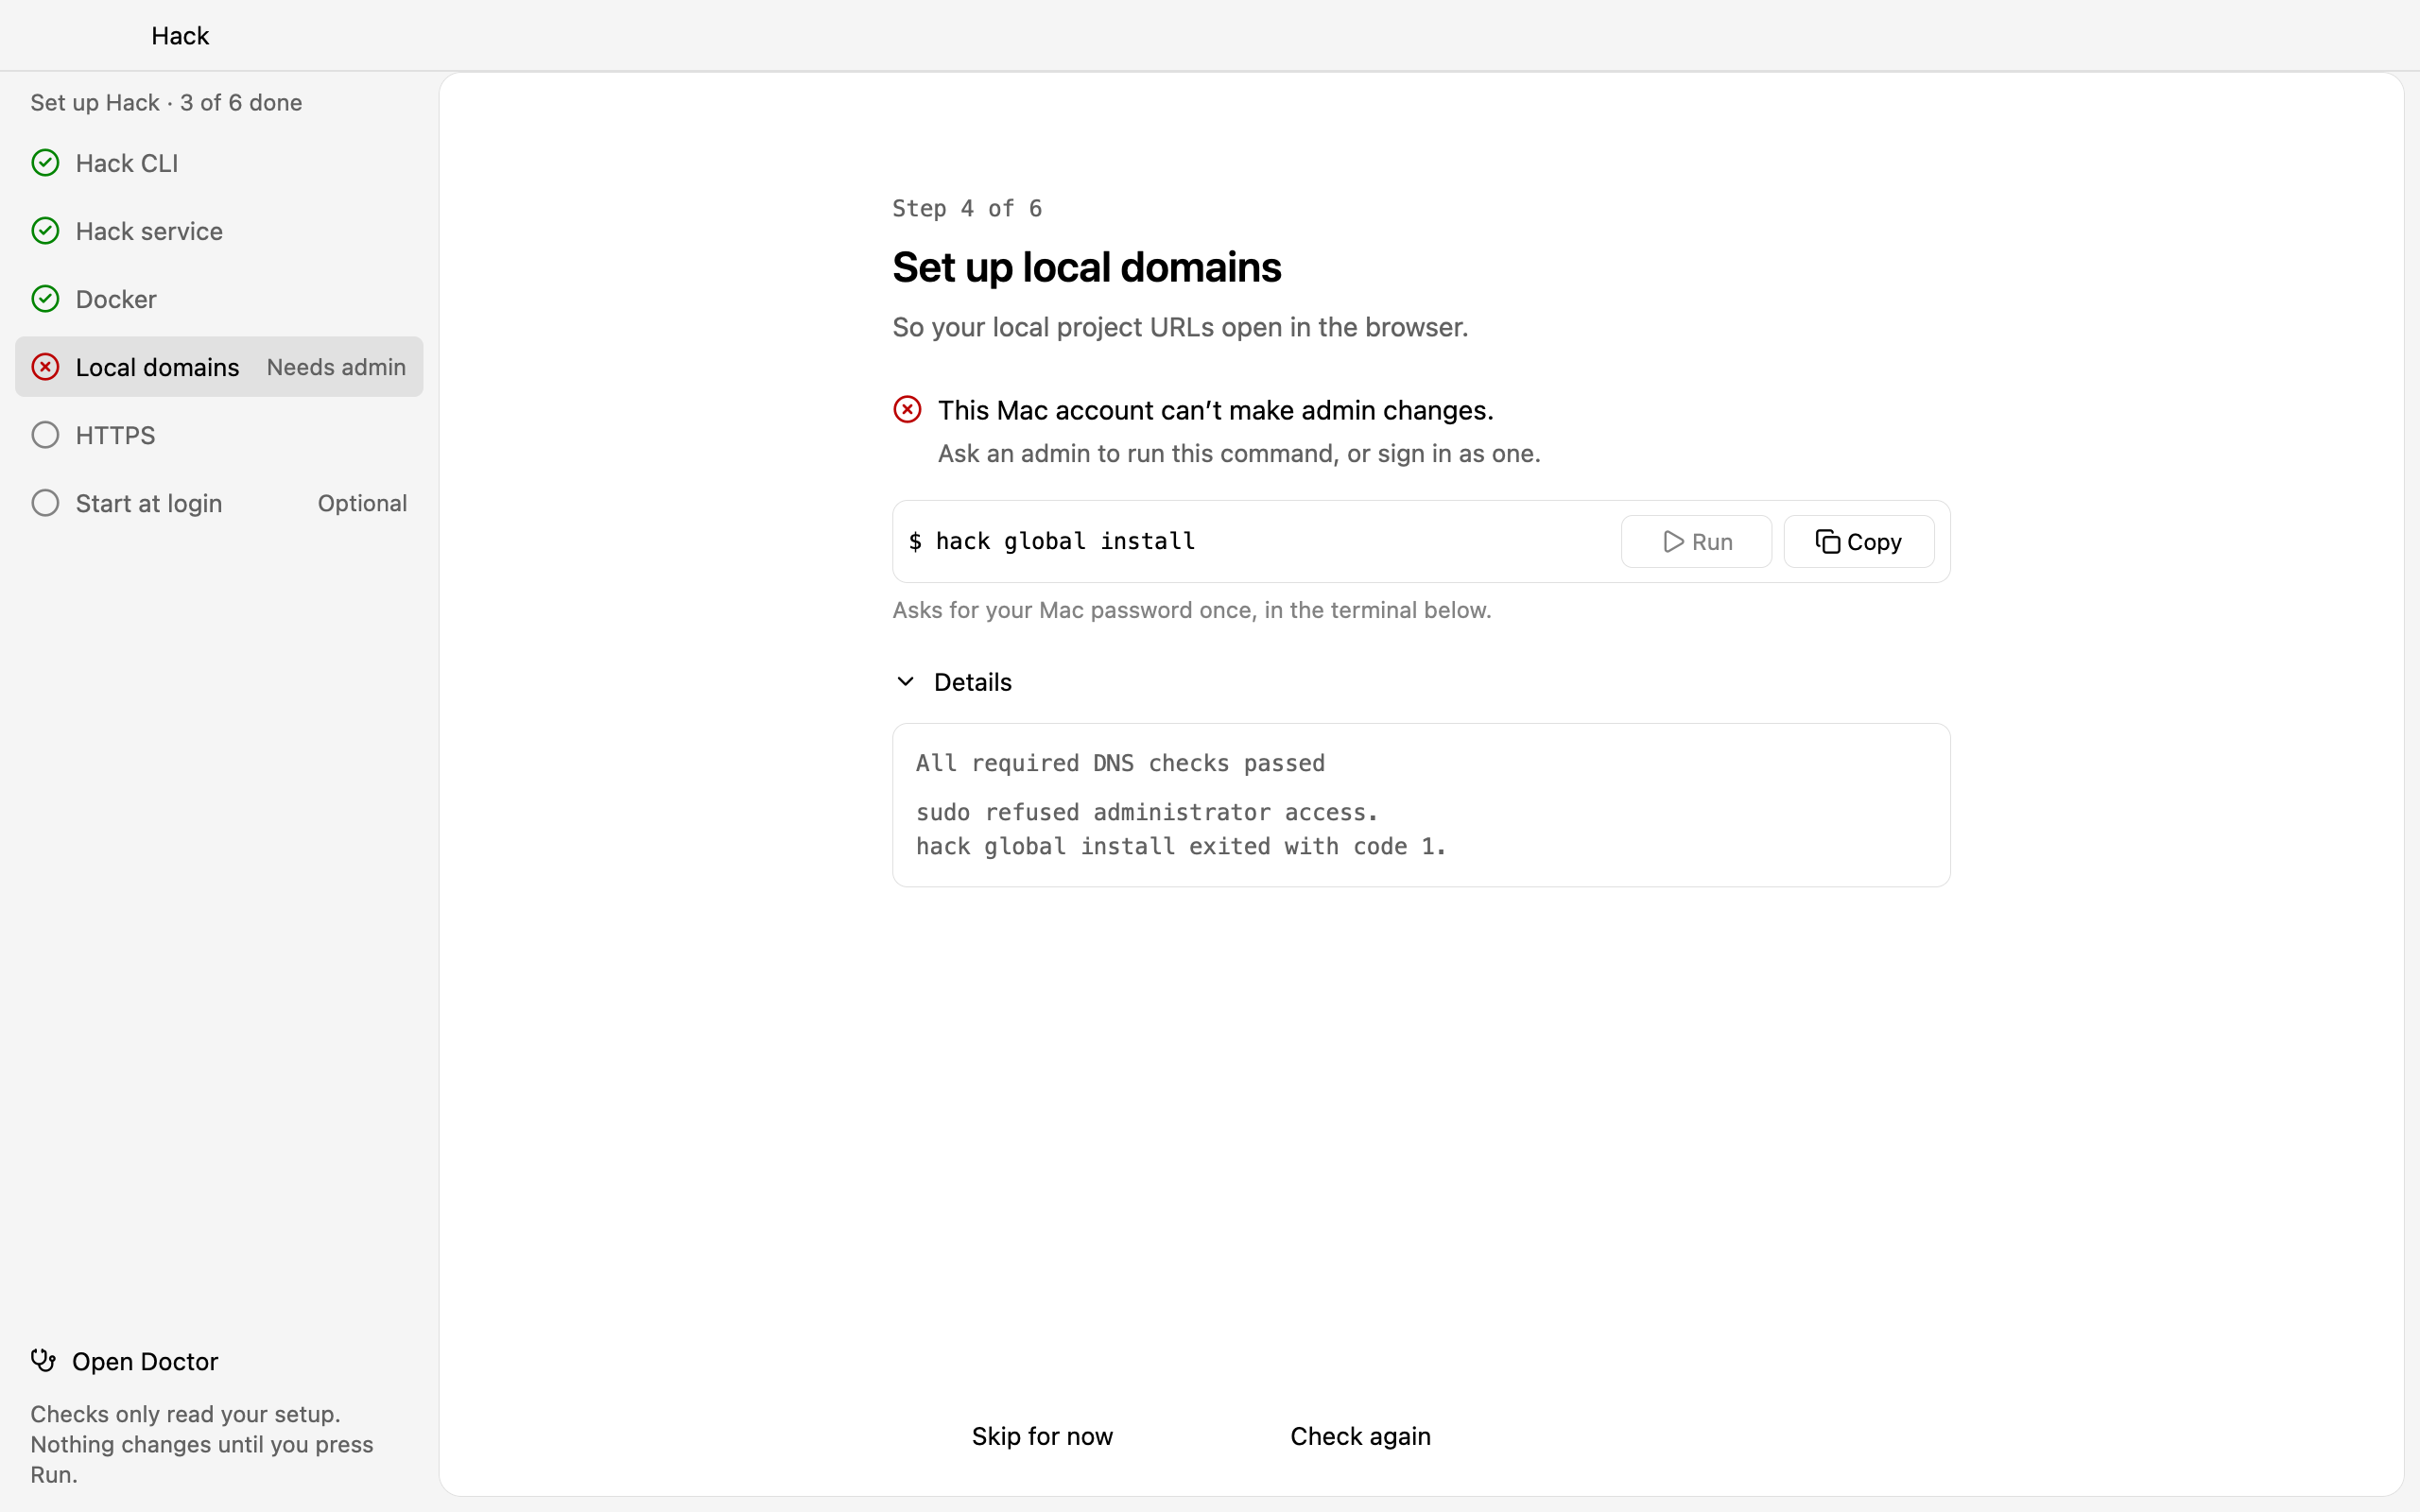 Hack
Set up Hack · 3 of 6 done
Hack CLI
Hack service
Docker
Local domains Needs admin
HTTPS
Start at login Optional
Open Doctor
Checks only read your setup.
Nothing changes until you press
Run.
Step 4 of 6
Set up local domains
So your local project URLs open in the browser.
This Mac account can’t make admin changes.
Ask an admin to run this command, or sign in as one.
$ hack global install Run Copy
Asks for your Mac password once, in the terminal below.
Details
All required DNS checks passed
sudo refused administrator access.
hack global install exited with code 1.
Skip for now Check again